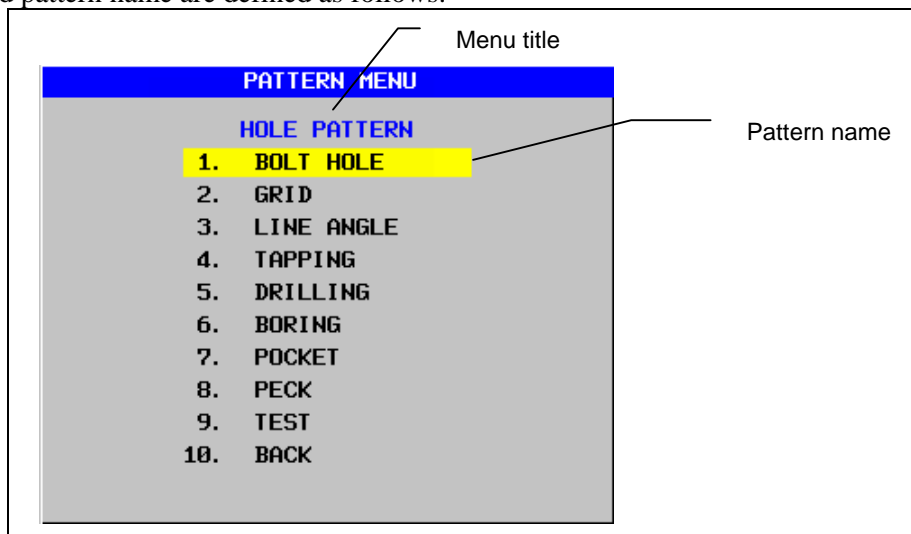 d pattern name are defined as follows.
Menu title
PATTERN MENU
HOLE PATTERN
Pattern name
1. BOLT HOLE
2. GRID
3. LINE ANGLE
4. TAPPING
5. DRILLING
6. BORING
7. POCKET
8. PECK
9. TEST
10. BACK